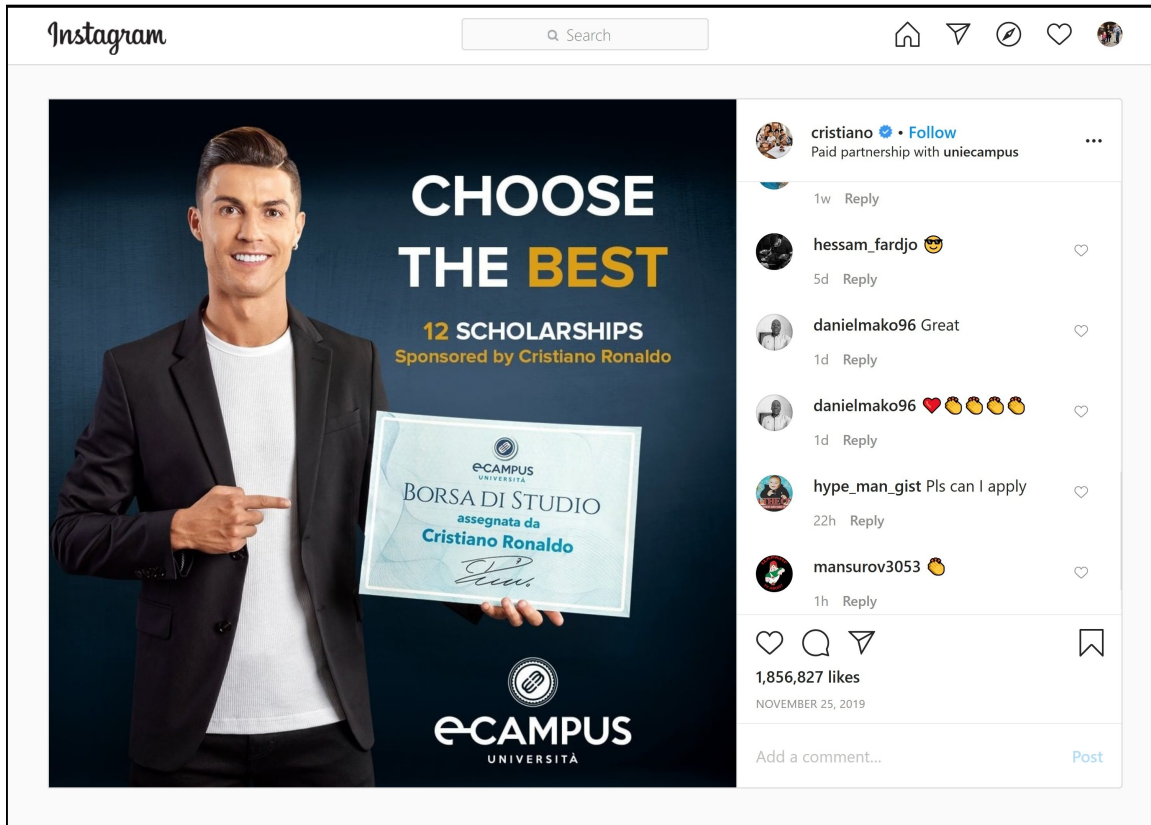 Instagram
Search
CHOOSE
THE BEST
12 SCHOLARSHIPS
Sponsored by Cristiano Ronaldo
e-CAMPUS
UNIVERSITÀ
BORSA DI STUDIO
assegnata da
Cristiano Ronaldo
e-CAMPUS
UNIVERSITÀ
cristiano • Follow
Paid partnership with uniecampus
1w Reply
hessam_fardjo 😎
5d Reply
danielmako96 Great
1d Reply
danielmako96 ❤️👏👏👏👏
1d Reply
hype_man_gist Pls can I apply
22h Reply
mansurov3053 👏
1h Reply
1,856,827 likes
NOVEMBER 25, 2019
Add a comment... Post